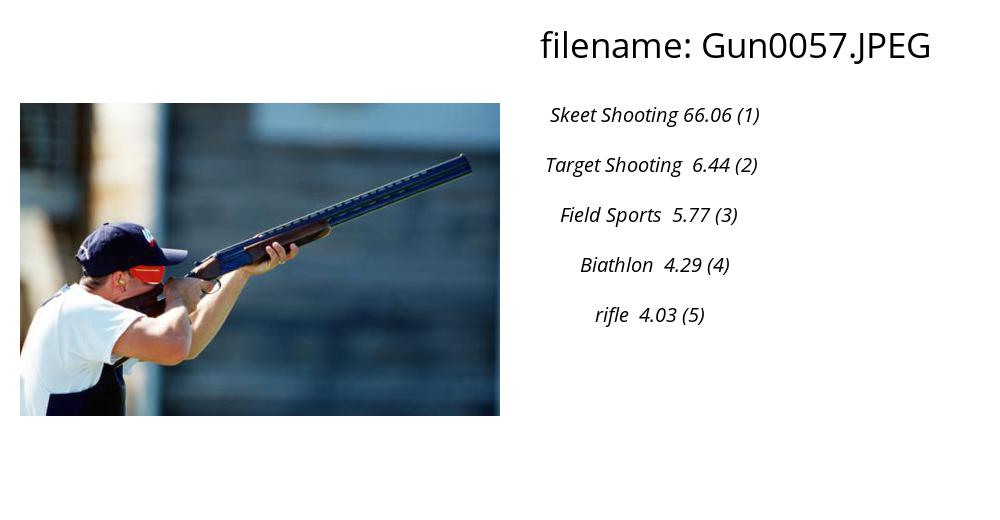 filename: Gun0057.JPEG
Skeet Shooting 66.06 (1)
Target Shooting 6.44 (2)
Field Sports 5.77 (3)
Biathlon 4.29 (4)
rifle 4.03 (5)